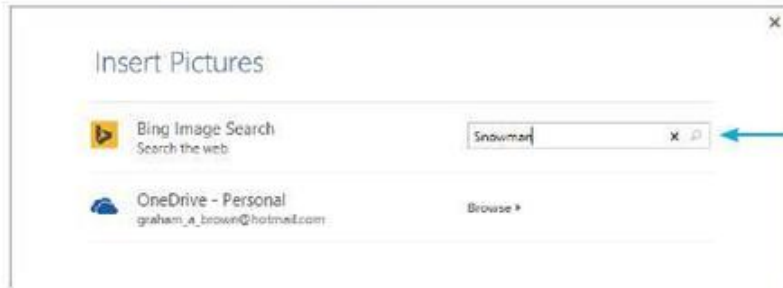 Insert Pictures
Bing Image Search
Search the web
Snowman
OneDrive - Personal
graham_a_brown@hotmail.com
Browse